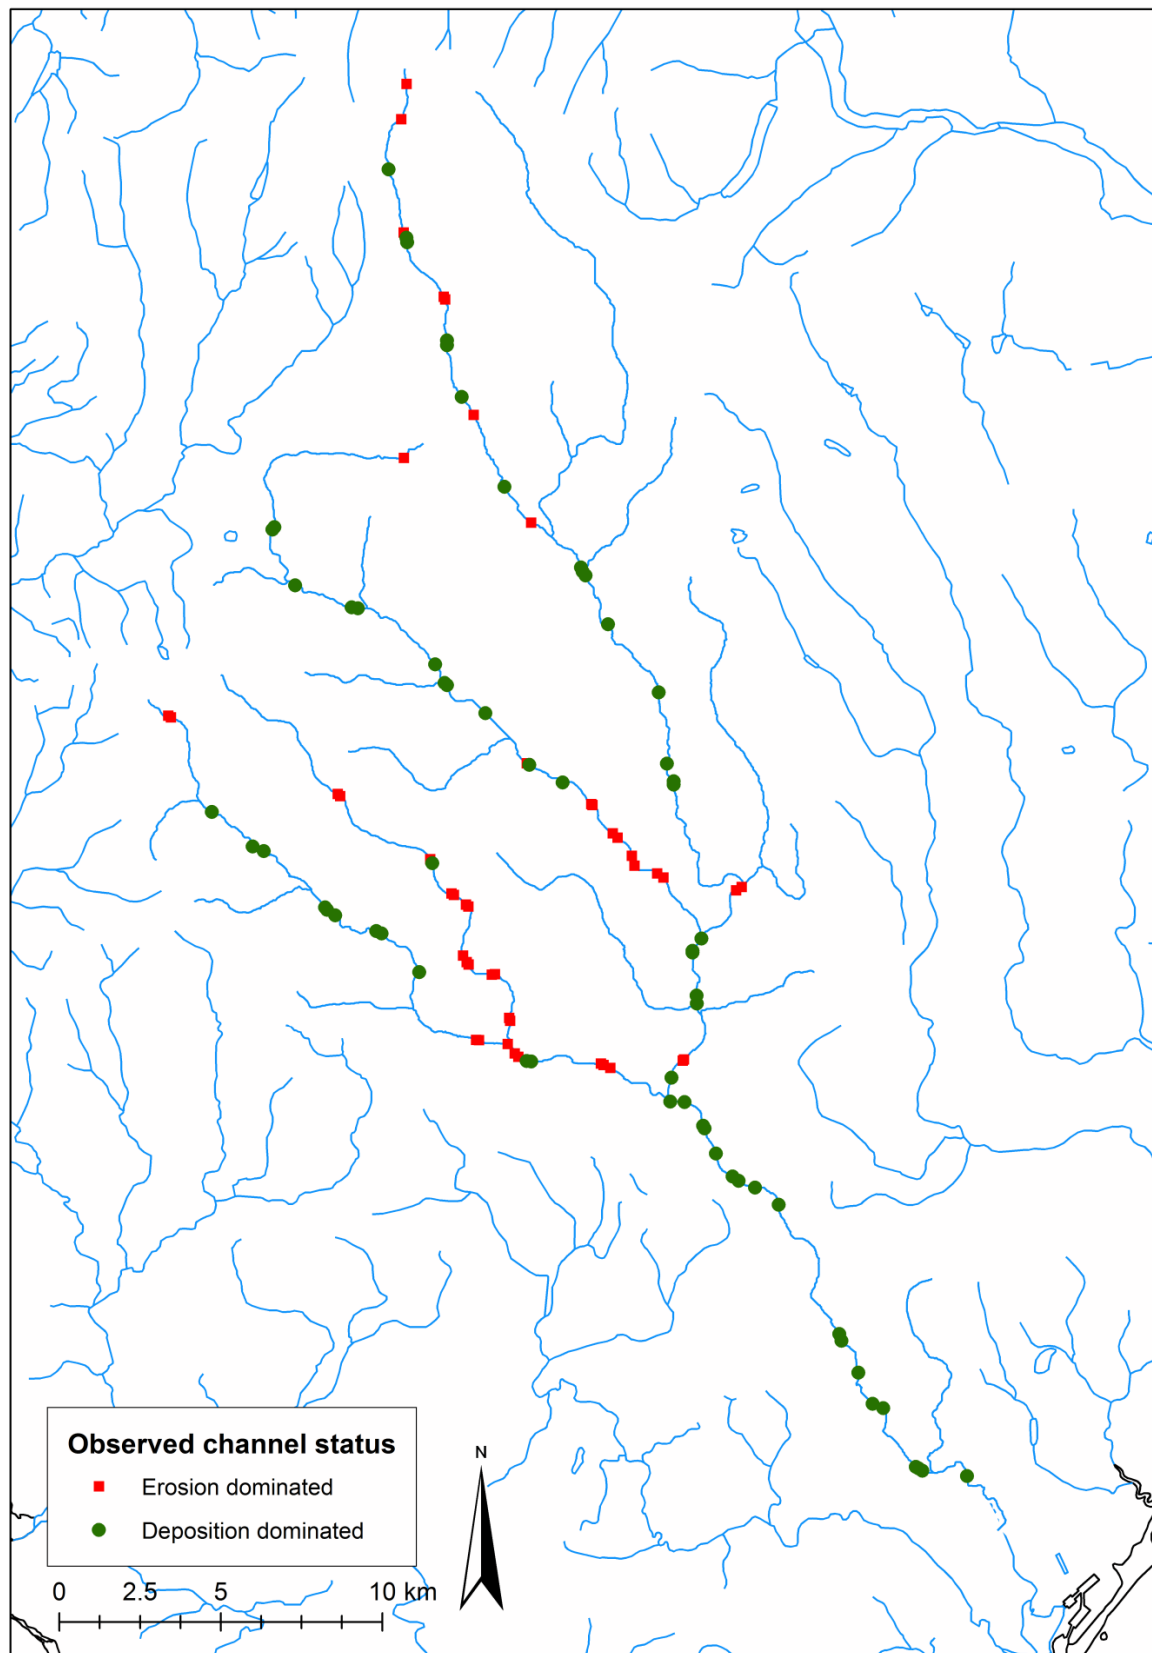 Observed channel status
Erosion dominated
Deposition dominated
N
0 2.5 5 10 km